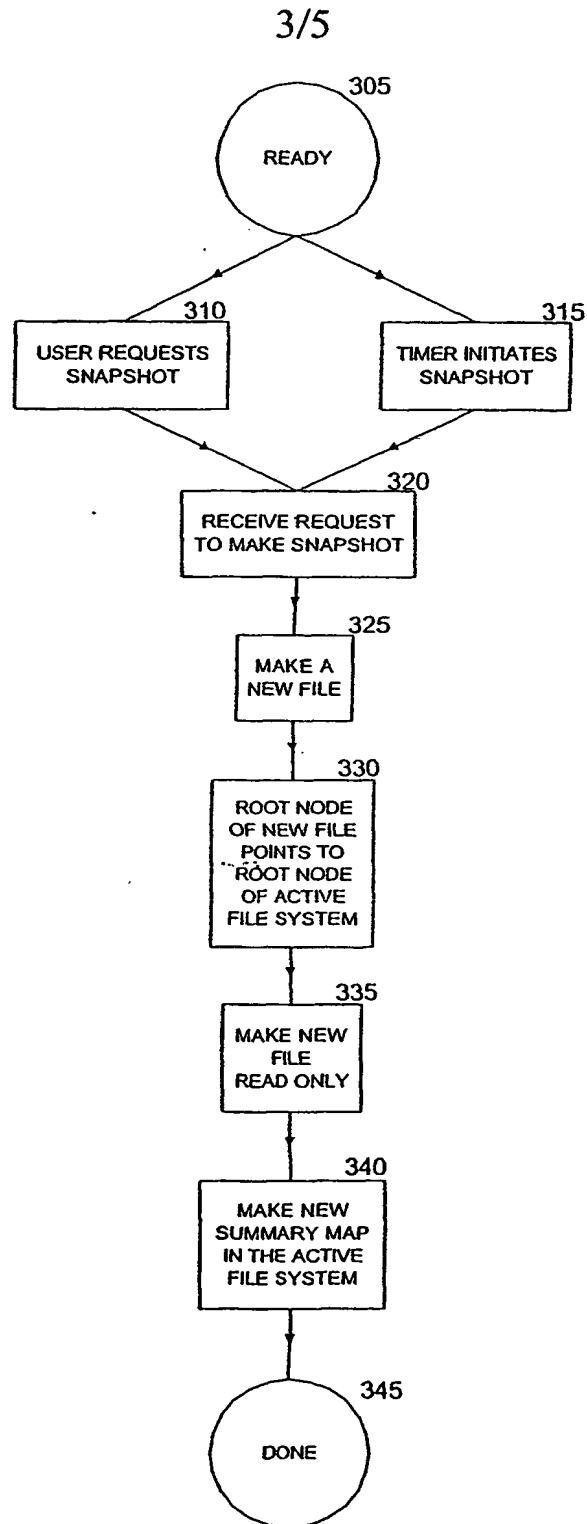 3/5
305
READY
310
USER REQUESTS
SNAPSHOT
315
TIMER INITIATES
SNAPSHOT
320
RECEIVE REQUEST
TO MAKE SNAPSHOT
325
MAKE A
NEW FILE
330
ROOT NODE
OF NEW FILE
POINTS TO
ROOT NODE
OF ACTIVE
FILE SYSTEM
335
MAKE NEW
FILE
READ ONLY
340
MAKE NEW
SUMMARY MAP
IN THE ACTIVE
FILE SYSTEM
345
DONE